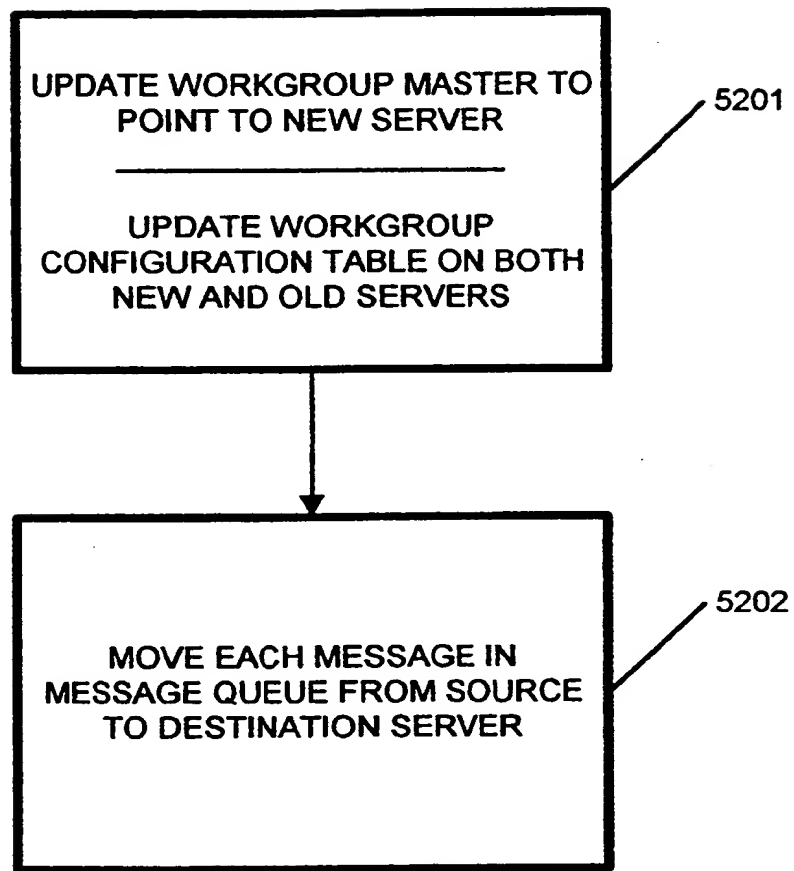 UPDATE WORKGROUP MASTER TO
POINT TO NEW SERVER
5201
UPDATE WORKGROUP
CONFIGURATION TABLE ON BOTH
NEW AND OLD SERVERS
5202
MOVE EACH MESSAGE IN
MESSAGE QUEUE FROM SOURCE
TO DESTINATION SERVER